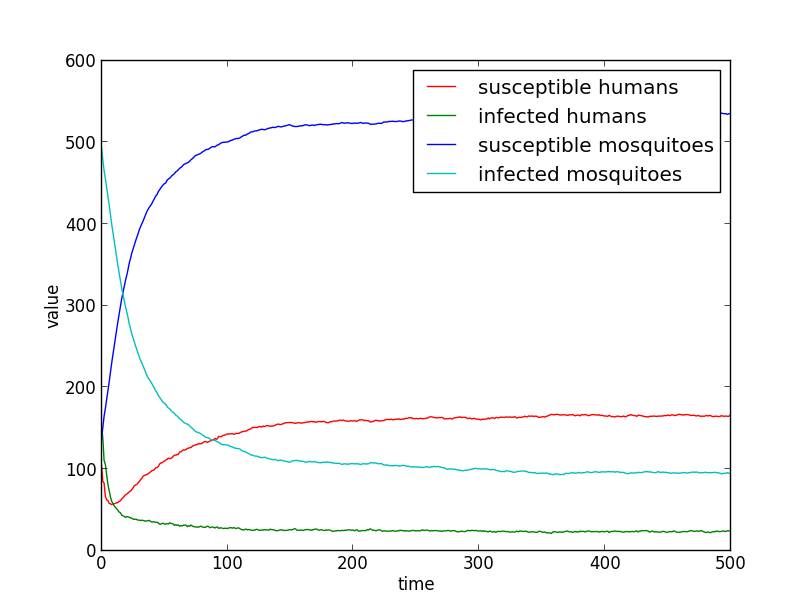 600
500
400
300
200
100
0
value
susceptible humans
infected humans
susceptible mosquitoes
infected mosquitoes
0 100 200 300 400 500
time